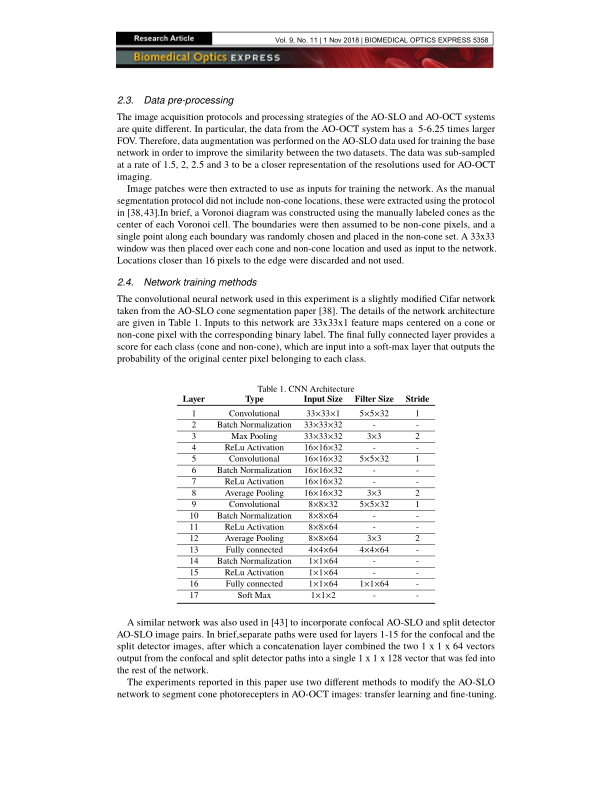 Research Article
Vol. 9, No. 11 | 1 Nov 2018 | BIOMEDICAL OPTICS EXPRESS 5358
Biomedical Optics EXPRESS
2.3. Data pre-processing
The image acquisition protocols and processing strategies of the AO-SLO and AO-OCT systems
are quite different. In particular, the data from the AO-OCT system has a 5-6.25 times larger
FOV. Therefore, data augmentation was performed on the AO-SLO data used for training the base
network in order to improve the similarity between the two datasets. The data was sub-sampled
at a rate of 1.5, 2, 2.5 and 3 to be a closer representation of the resolutions used for AO-OCT
imaging.
Image patches were then extracted to use as inputs for training the network. As the manual
segmentation protocol did not include non-cone locations, these were extracted using the protocol
in [38,43].In brief, a Voronoi diagram was constructed using the manually labeled cones as the
center of each Voronoi cell. The boundaries were then assumed to be non-cone pixels, and a
single point along each boundary was randomly chosen and placed in the non-cone set. A 33x33
window was then placed over each cone and non-cone location and used as input to the network.
Locations closer than 16 pixels to the edge were discarded and not used.
2.4. Network training methods
The convolutional neural network used in this experiment is a slightly modified Cifar network
taken from the AO-SLO cone segmentation paper [38]. The details of the network architecture
are given in Table 1. Inputs to this network are 33x33x1 feature maps centered on a cone or
non-cone pixel with the corresponding binary label. The final fully connected layer provides a
score for each class (cone and non-cone), which are input into a soft-max layer that outputs the
probability of the original center pixel belonging to each class.
Table 1. CNN Architecture
Layer Type Input Size Filter Size Stride
1 Convolutional 33×33×1 5×5×32 1
2 Batch Normalization 33×33×32 - -
3 Max Pooling 33×33×32 3×3 2
4 ReLu Activation 16×16×32 - -
5 Convolutional 16×16×32 5×5×32 1
6 Batch Normalization 16×16×32 - -
7 ReLu Activation 16×16×32 - -
8 Average Pooling 16×16×32 3×3 2
9 Convolutional 8×8×32 5×5×32 1
10 Batch Normalization 8×8×64 - -
11 ReLu Activation 8×8×64 - -
12 Average Pooling 8×8×64 3×3 2
13 Fully connected 4×4×64 4×4×64 -
14 Batch Normalization 1×1×64 - -
15 ReLu Activation 1×1×64 - -
16 Fully connected 1×1×64 1×1×64 -
17 Soft Max 1×1×2 - -
A similar network was also used in [43] to incorporate confocal AO-SLO and split detector
AO-SLO image pairs. In brief,separate paths were used for layers 1-15 for the confocal and the
split detector images, after which a concatenation layer combined the two 1 x 1 x 64 vectors
output from the confocal and split detector paths into a single 1 x 1 x 128 vector that was fed into
the rest of the network.
The experiments reported in this paper use two different methods to modify the AO-SLO
network to segment cone photorecepters in AO-OCT images: transfer learning and fine-tuning.